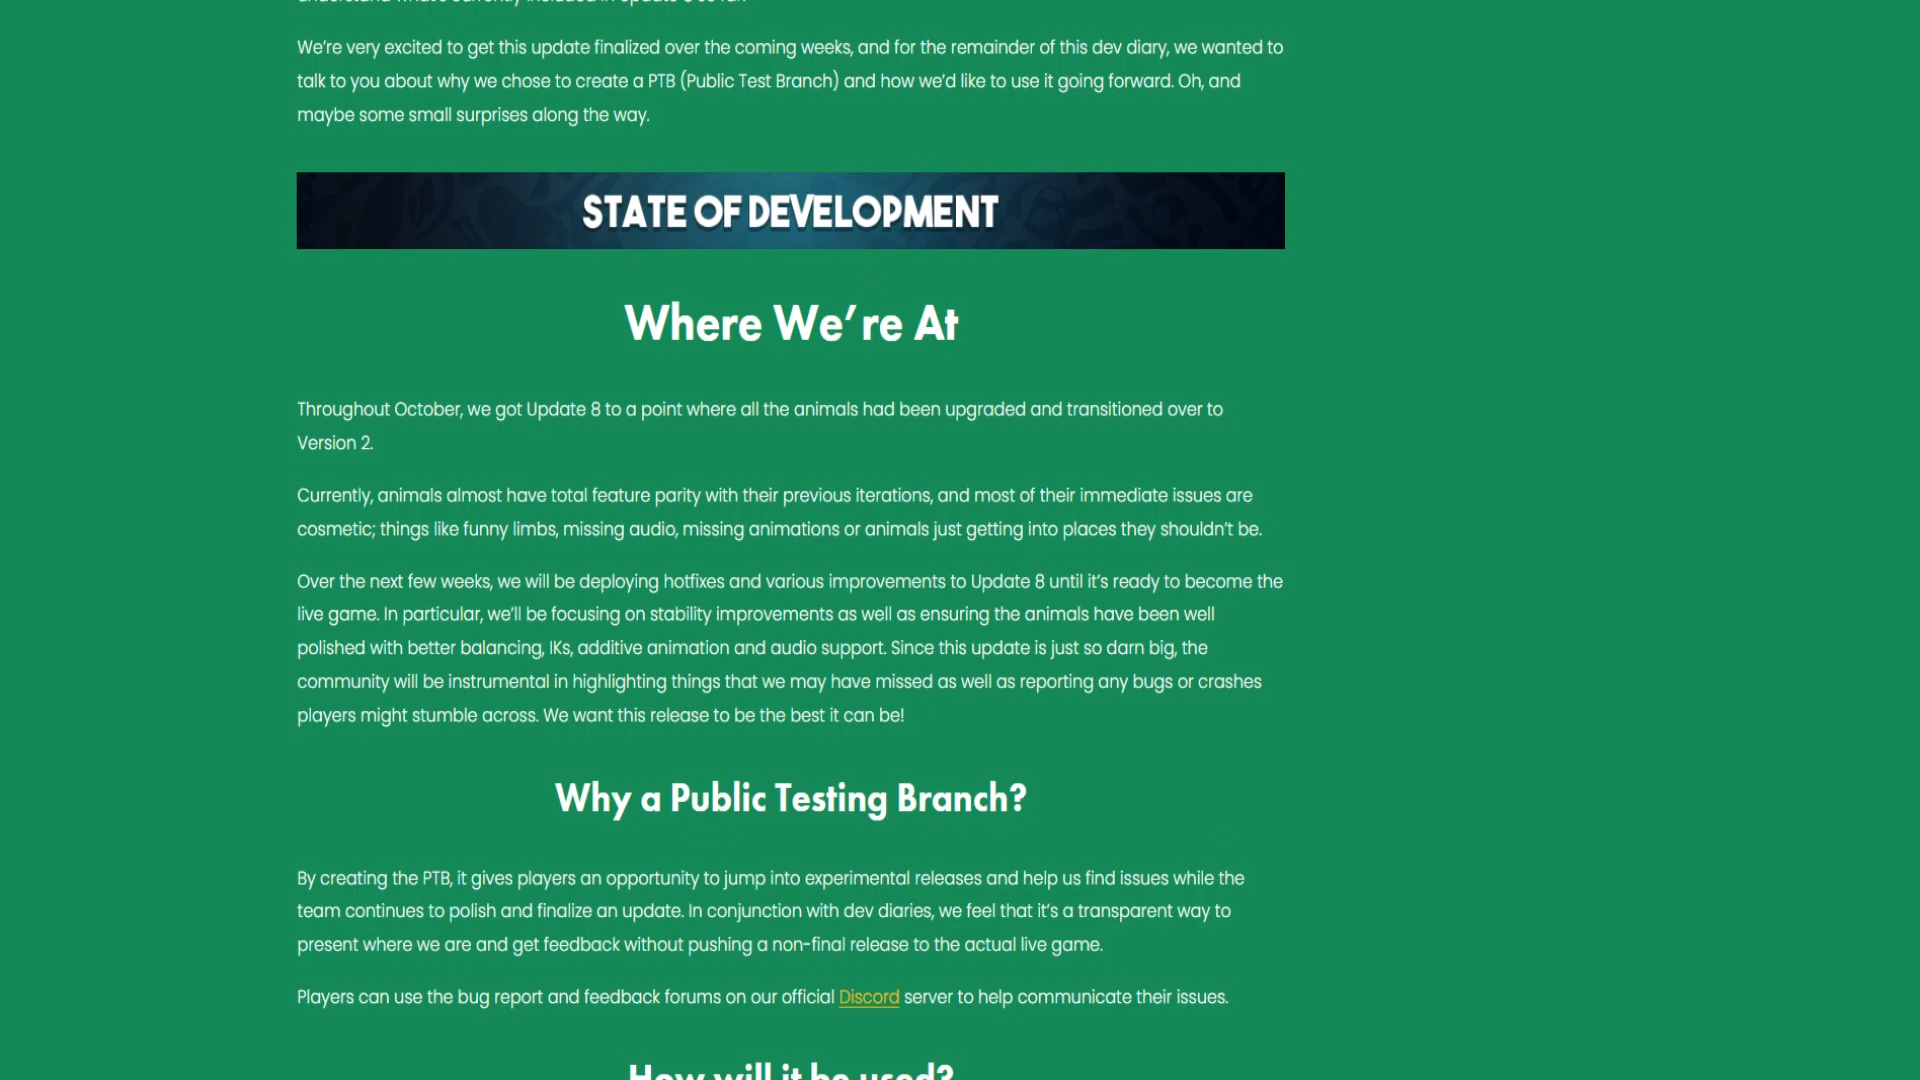 understand what's currently included in Update 8 so far.
We're very excited to get this update finalized over the coming weeks, and for the remainder of this dev diary, we wanted to
talk to you about why we chose to create a PTB (Public Test Branch) and how we'd like to use it going forward. Oh, and
maybe some small surprises along the way.
STATE OF DEVELOPMENT
Where We're At
Throughout October, we got Update 8 to a point where all the animals had been upgraded and transitioned over to
Version 2.
Currently, animals almost have total feature parity with their previous iterations, and most of their immediate issues are
cosmetic; things like funny limbs, missing audio, missing animations or animals just getting into places they shouldn't be.
Over the next few weeks, we will be deploying hotfixes and various improvements to Update 8 until it's ready to become the
live game. In particular, we'll be focusing on stability improvements as well as ensuring the animals have been well
polished with better balancing, IKs, additive animation and audio support. Since this update is just so darn big, the
community will be instrumental in highlighting things that we may have missed as well as reporting any bugs or crashes
players might stumble across. We want this release to be the best it can be!
Why a Public Testing Branch?
By creating the PTB, it gives players an opportunity to jump into experimental releases and help us find issues while the
team continues to polish and finalize an update. In conjunction with dev diaries, we feel that it's a transparent way to
present where we are and get feedback without pushing a non-final release to the actual live game.
Players can use the bug report and feedback forums on our official Discord server to help communicate their issues.
How will it be used?